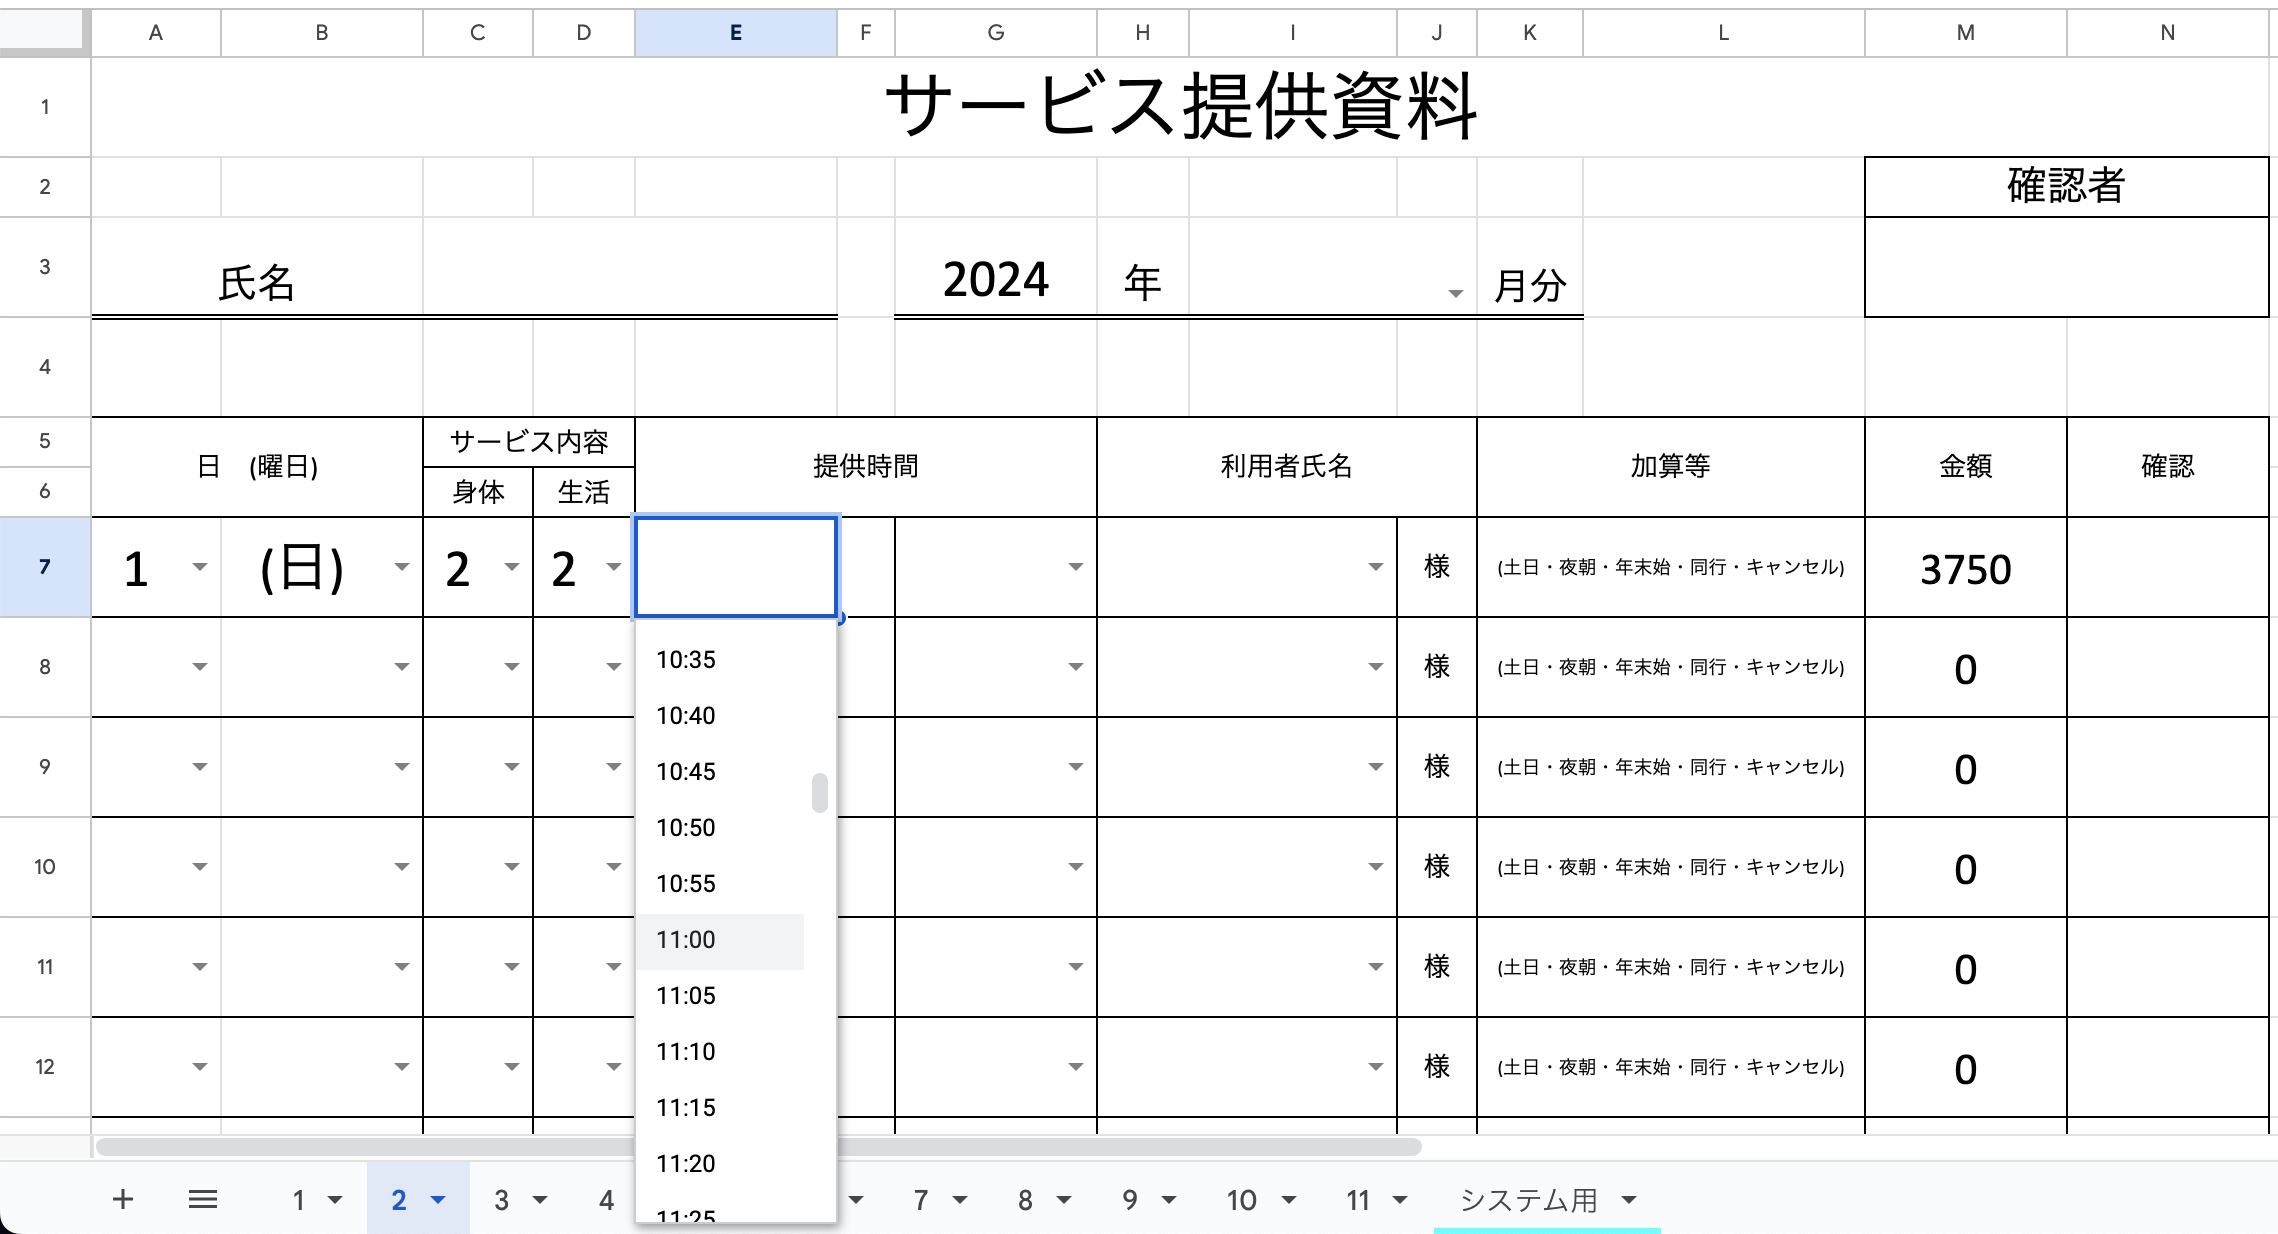 A B C D E F G H I J K L M N
1 サービス提供資料
2 確認者
3 氏名 2024 年 月分
4
5 日 (曜日) サービス内容 提供時間 利用者氏名 加算等 金額 確認
6 身体 生活
7 1 (日) 2 2 様 (土日・夜朝・年末始・同行・キャンセル) 3750
8 様 (土日・夜朝・年末始・同行・キャンセル) 0
9 様 (土日・夜朝・年末始・同行・キャンセル) 0
10 様 (土日・夜朝・年末始・同行・キャンセル) 0
11 様 (土日・夜朝・年末始・同行・キャンセル) 0
12 様 (土日・夜朝・年末始・同行・キャンセル) 0
10:35
10:40
10:45
10:50
10:55
11:00
11:05
11:10
11:15
11:20
11:25
1 2 3 4 7 8 9 10 11 システム用